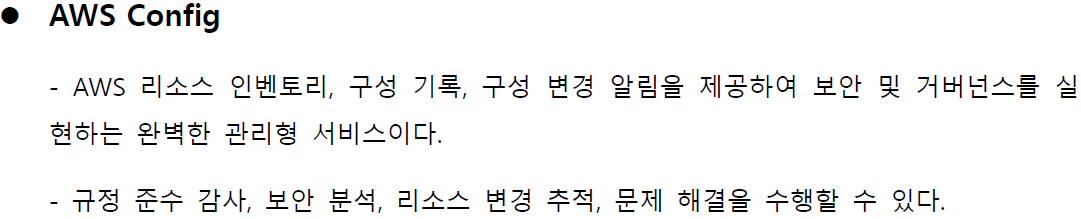 ● AWS Config
- AWS 리소스 인벤토리, 구성 기록, 구성 변경 알림을 제공하여 보안 및 거버넌스를 실
현하는 완벽한 관리형 서비스이다.
- 규정 준수 감사, 보안 분석, 리소스 변경 추적, 문제 해결을 수행할 수 있다.